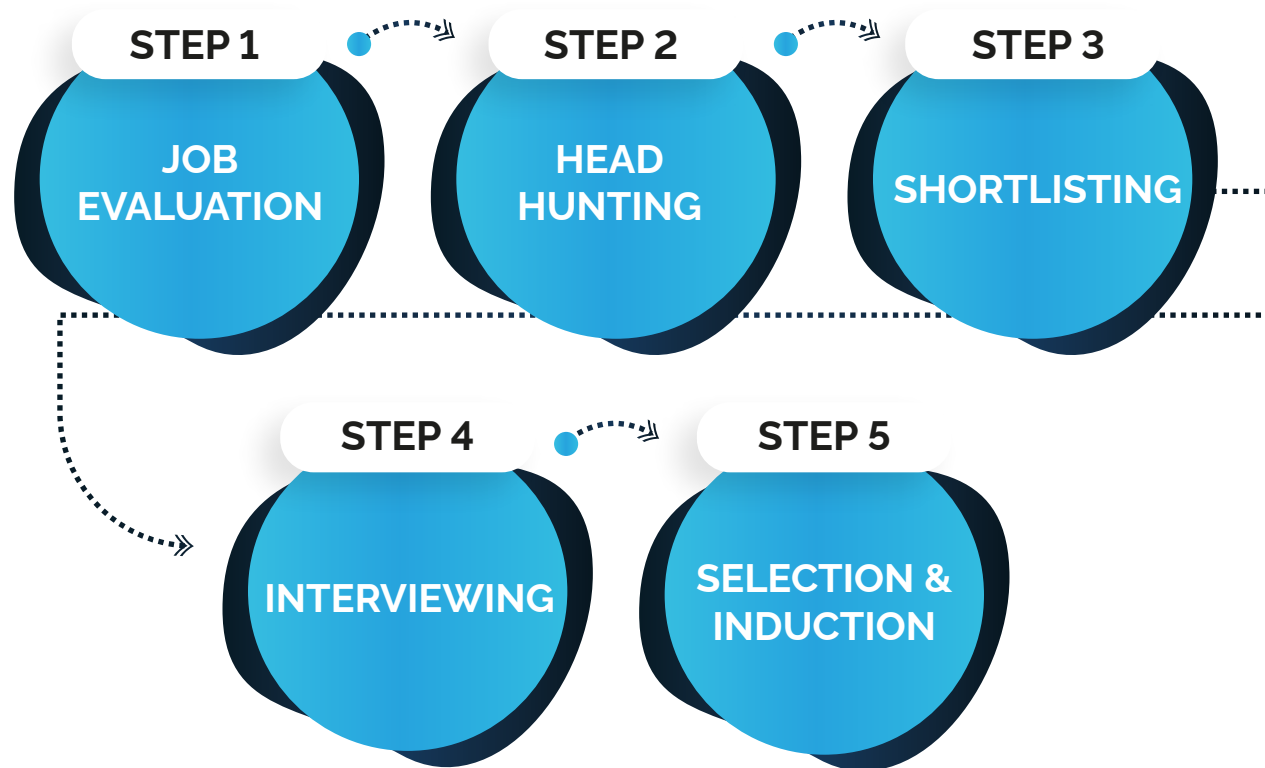 STEP 1
JOB
EVALUATION
STEP 2
HEAD
HUNTING
STEP 3
SHORTLISTING
STEP 4
INTERVIEWING
STEP 5
SELECTION &
INDUCTION